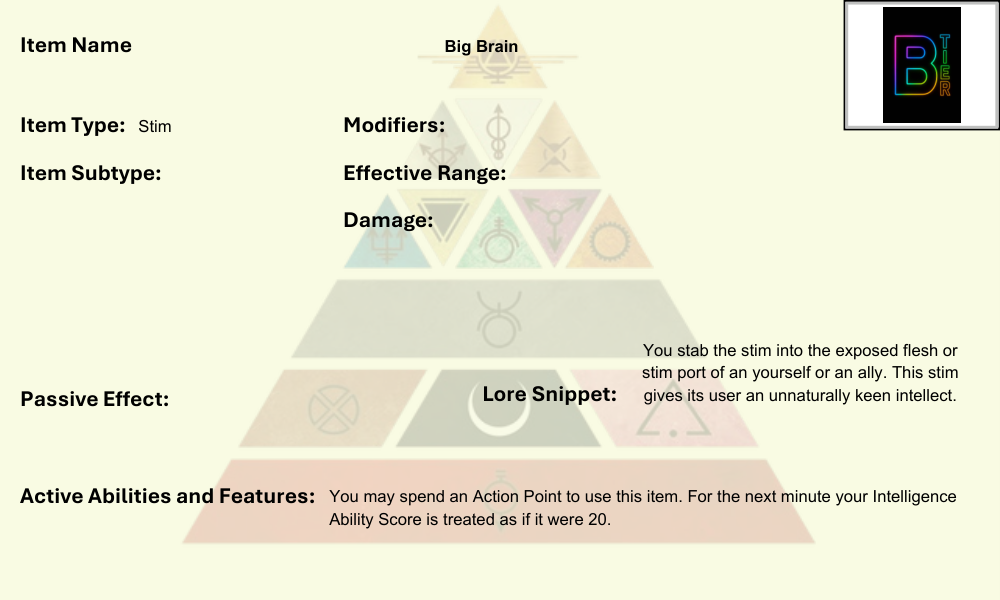 Item Name Big Brain
B TIER
Item Type: Stim Modifiers:
Item Subtype: Effective Range:
Damage:
You stab the stim into the exposed flesh or
stim port of an yourself or an ally. This stim
Passive Effect: Lore Snippet: gives its user an unnaturally keen intellect.
Active Abilities and Features: You may spend an Action Point to use this item. For the next minute your Intelligence
Ability Score is treated as if it were 20.